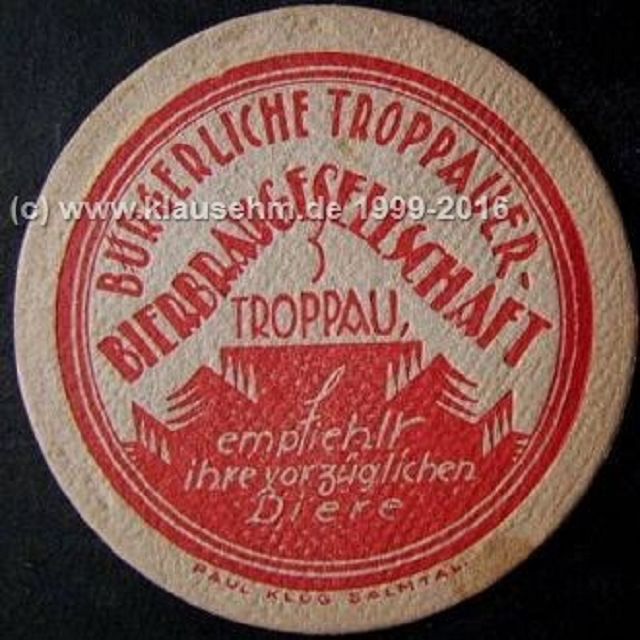 BÜRGERLICHE TROPPAUER-
BIERBRAUGESELLSCHAFT
TROPPAU,
empfiehlt
ihre vorzüglichen
Biere
PAUL KLUG SALMTAL.
(c) www.klausehm.de 1999-2016